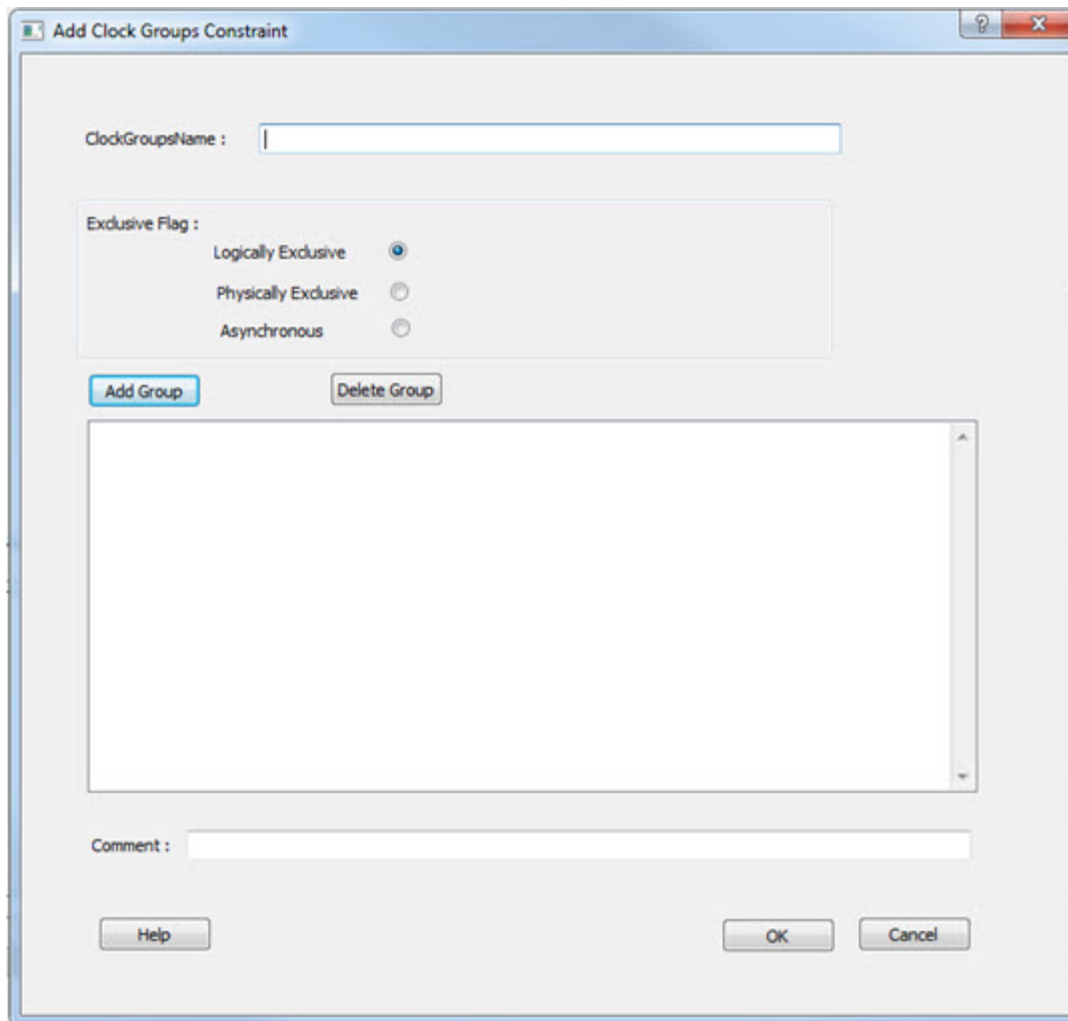 Add Clock Groups Constraint
ClockGroupsName :
Exclusive Flag :
Logically Exclusive
Physically Exclusive
Asynchronous
Add Group
Delete Group
Comment :
Help
OK
Cancel